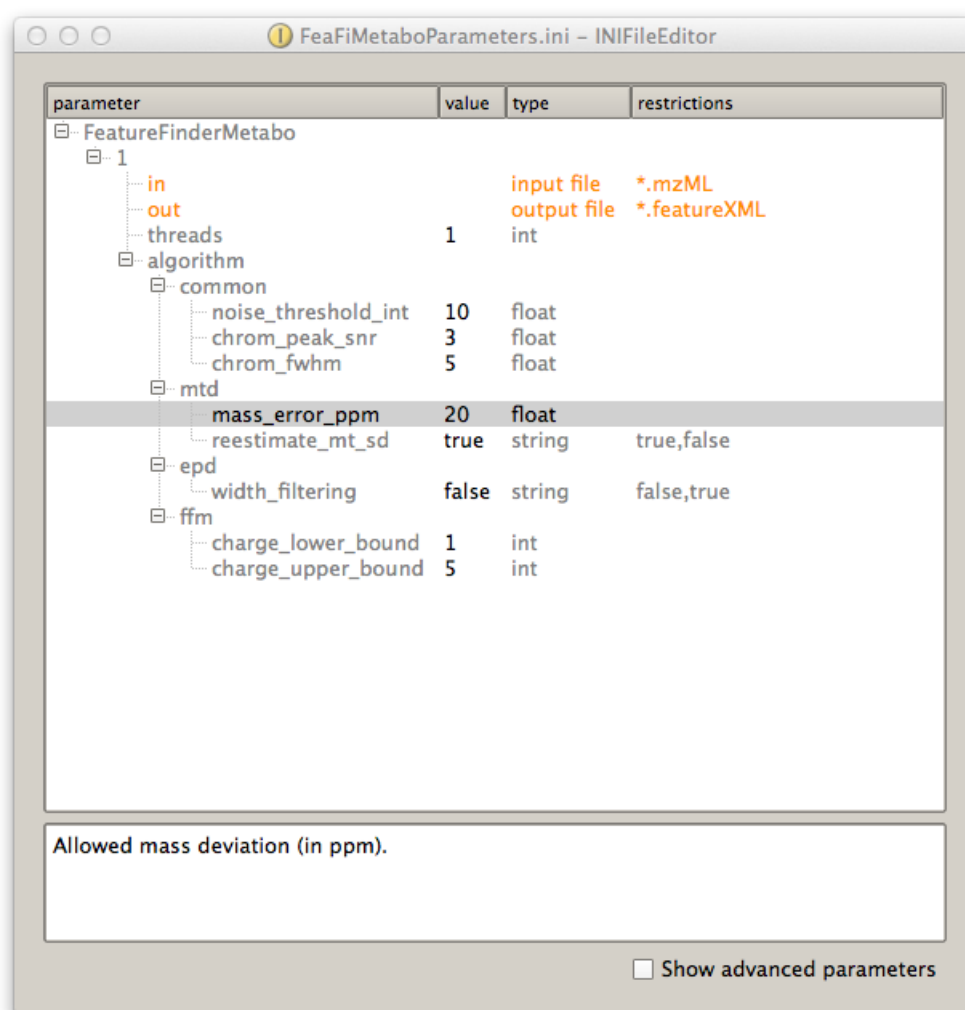 FeaFiMetaboParameters.ini – INIFileEditor
parameter value type restrictions
FeatureFinderMetabo
1
in input file *.mzML
out output file *.featureXML
threads 1 int
algorithm
common
noise_threshold_int 10 float
chrom_peak_snr 3 float
chrom_fwhm 5 float
mtd
mass_error_ppm 20 float
reestimate_mt_sd true string true,false
epd
width_filtering false string false,true
ffm
charge_lower_bound 1 int
charge_upper_bound 5 int
Allowed mass deviation (in ppm).
Show advanced parameters